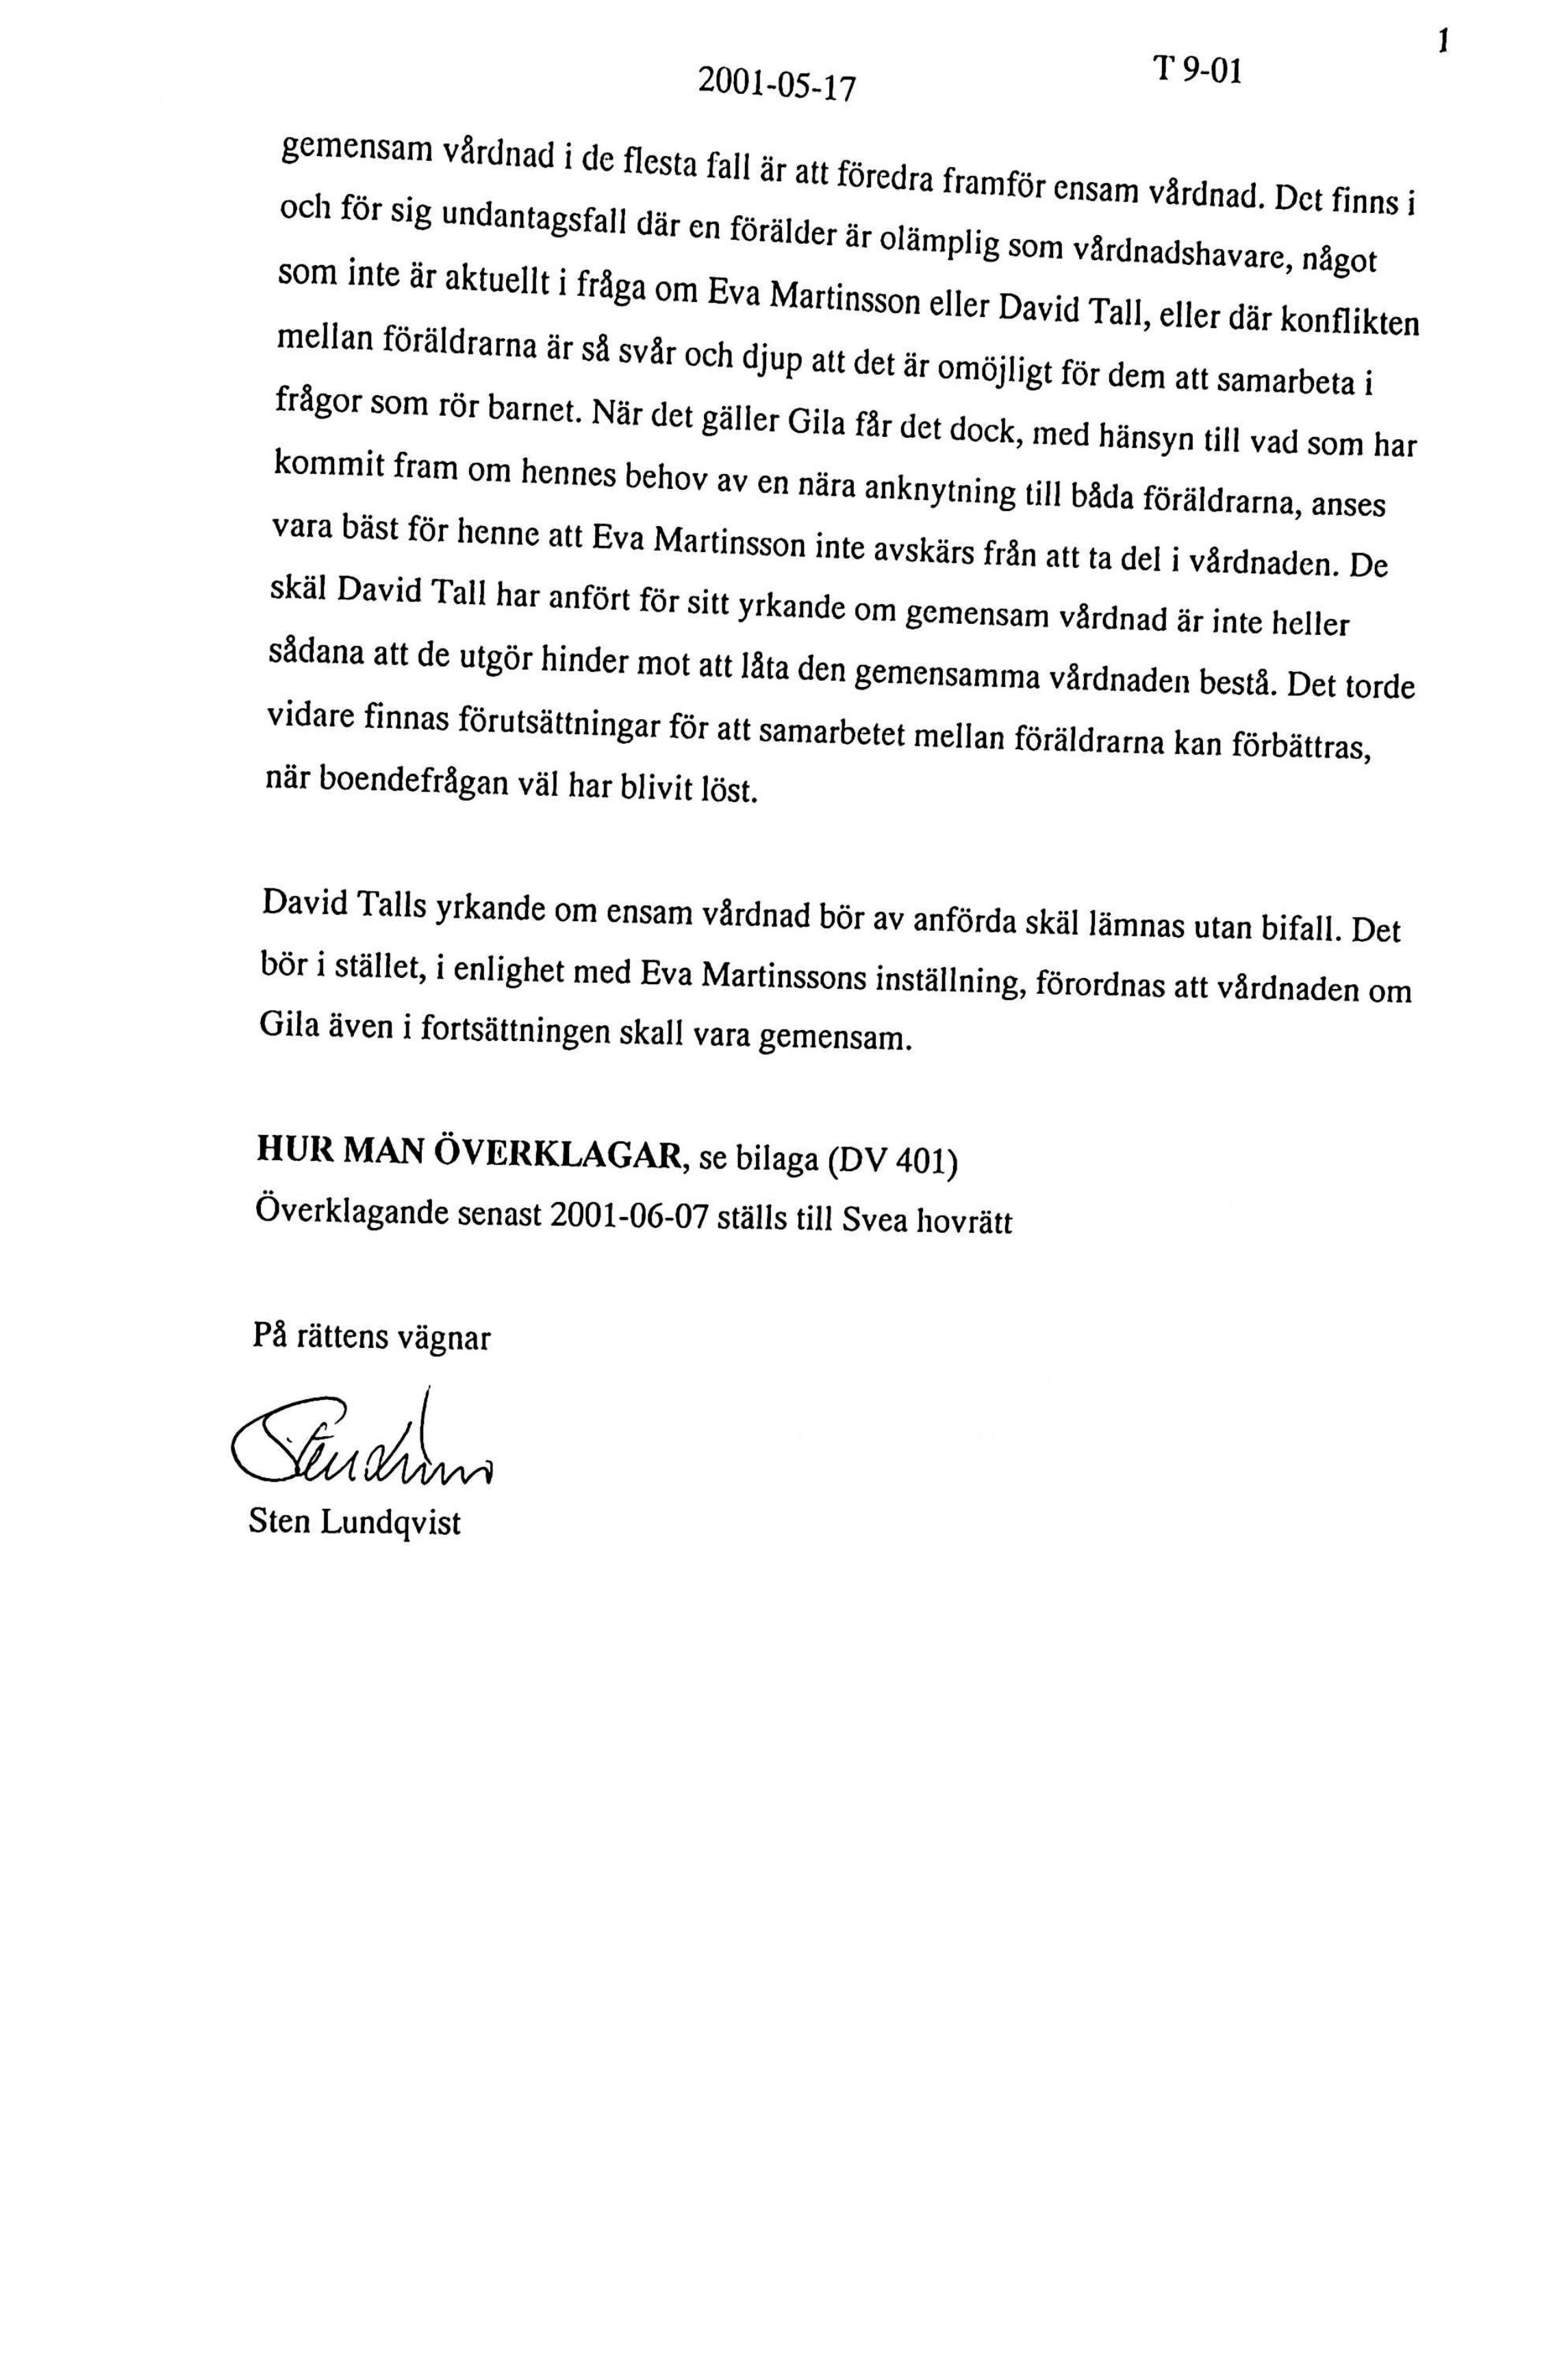 1
2001-05-17
T 9-01
gemensam vårdnad i de flesta fall är att föredra framför ensam vårdnad. Det finns i
och för sig undantagsfall där en förälder är olämplig som vårdnadshavare, något
som inte är aktuellt i fråga om Eva Martinsson eller David Tall, eller där konflikten
mellan föräldrarna är så svår och djup att det är omöjligt för dem att samarbeta i
frågor som rör barnet. När det gäller Gila får det dock, med hänsyn till vad som har
kommit fram om hennes behov av en nära anknytning till båda föräldrarna, anses
vara bäst för henne att Eva Martinsson inte avskärs från att ta del i vårdnaden. De
skäl David Tall har anfört för sitt yrkande om gemensam vårdnad är inte heller
sådana att de utgör hinder mot att låta den gemensamma vårdnaden bestå. Det torde
vidare finnas förutsättningar för att samarbetet mellan föräldrarna kan förbättras,
när boendefrågan väl har blivit löst.
David Talls yrkande om ensam vårdnad bör av anförda skäl lämnas utan bifall. Det
bör i stället, i enlighet med Eva Martinssons inställning, förordnas att vårdnaden om
Gila även i fortsättningen skall vara gemensam.
HUR MAN ÖVERKLAGAR, se bilaga (DV 401)
Överklagande senast 2001-06-07 ställs till Svea hovrätt
På rättens vägnar
Sten Lundqvist